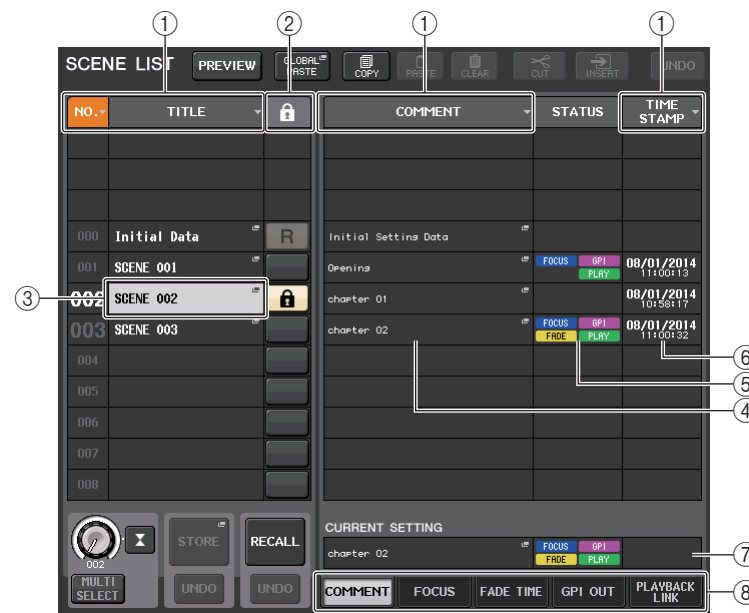 ① ② ① ①
SCENE LIST PREVIEW GLOBAL PASTE COPY PASTE CLEAR CUT INSERT UNDO
NO. TITLE COMMENT STATUS TIME STAMP
000 Initial Data R Initial Setting Data
001 SCENE 001 Opening FOCUS GPI PLAY 08/01/2014 11:00:13
③ 002 SCENE 002 chapter 01 08/01/2014 10:58:17
003 SCENE 003 chapter 02 FOCUS GPI FADE PLAY 08/01/2014 11:00:32
⑥
004
⑤
005
④
006
007
008
CURRENT SETTING
STORE RECALL
chapter 02 FOCUS GPI FADE PLAY ⑦
002
MULTI SELECT UNDO UNDO
COMMENT FOCUS FADE TIME GPI OUT PLAYBACK LINK ⑧